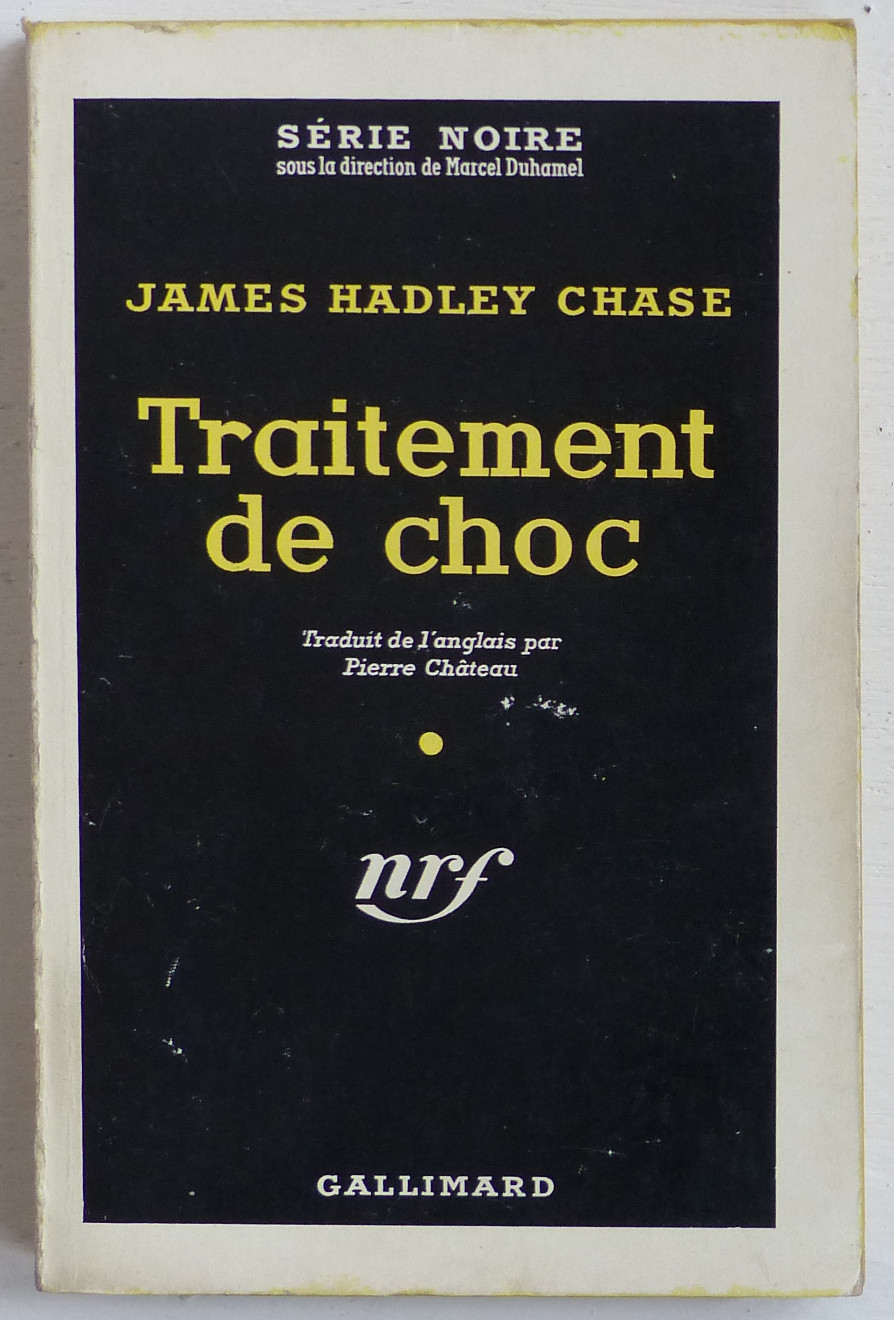 SÉRIE NOIRE
sous la direction de Marcel Duhamel
JAMES HADLEY CHASE
Traitement
de choc
Traduit de l'anglais par
Pierre Château
nrf
GALLIMARD